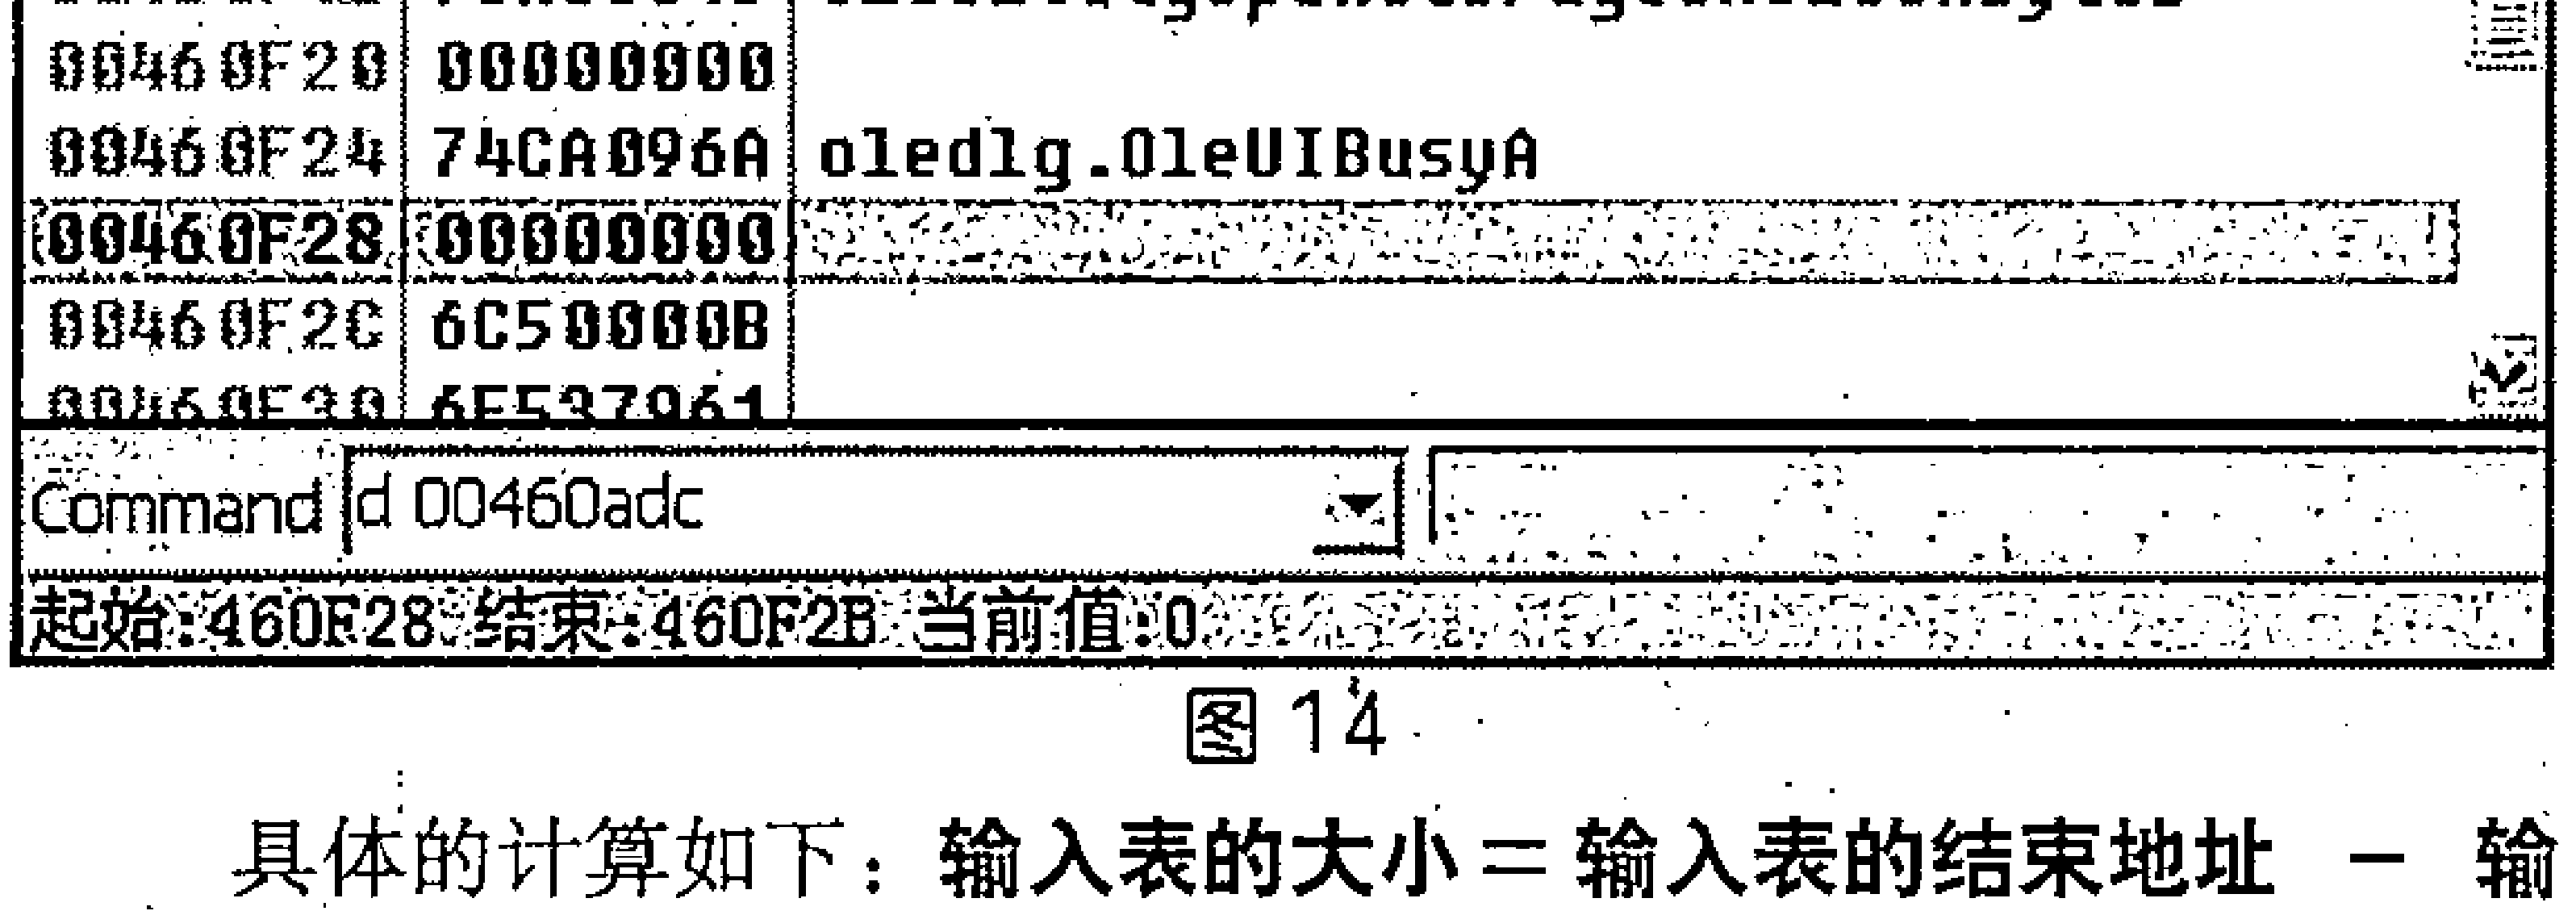 00460F20 00000000
00460F24 74CA096A oledlg.OleUIBusyA
00460F28 00000000
00460F2C 6C50000B
00460F30 6E537961
Command d 00460adc
起始:460F28 结束:460F2B 当前值:0
图 14
具体的计算如下：输入表的大小＝输入表的结束地址 － 输